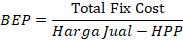 BEP = Total Fix Cost / Harga Jual − HPP